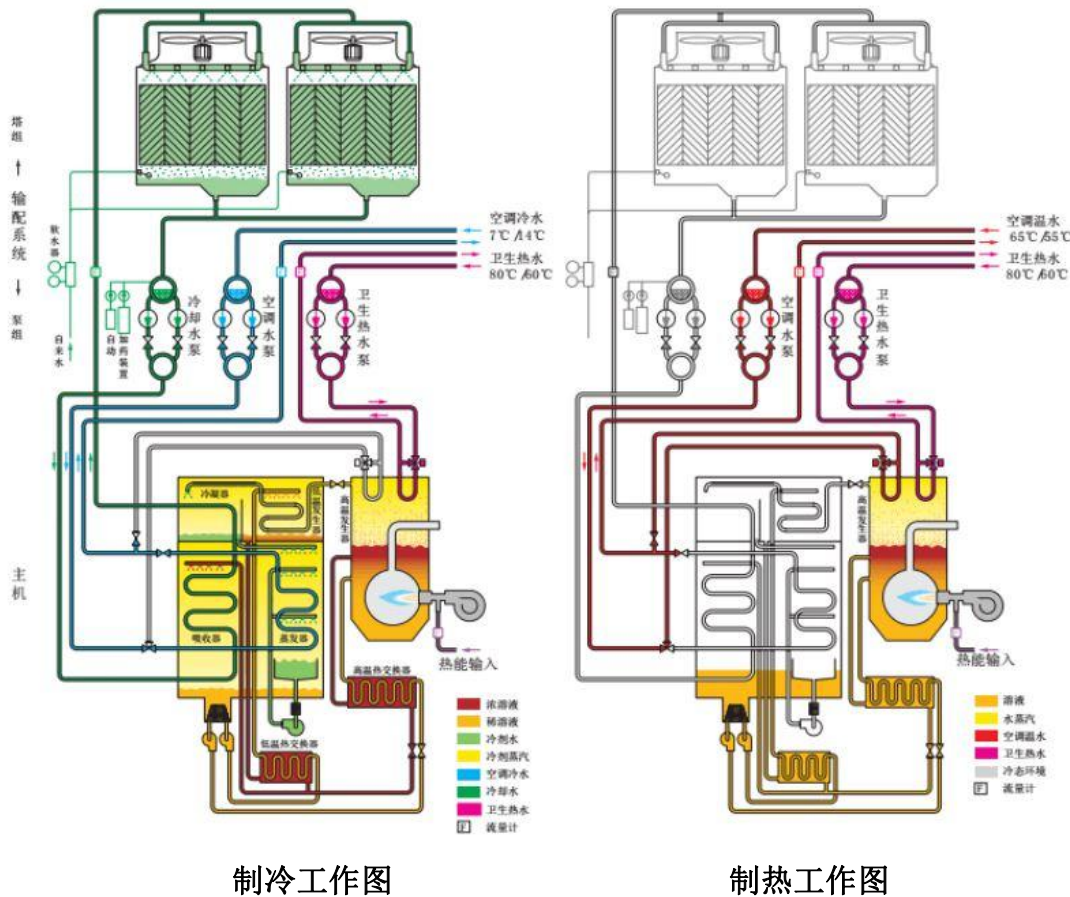 塔组
输配系统
泵组
主机
软水器
自来水
自动
加药装置
冷却水泵
空调水泵
卫生热水泵
空调冷水
7℃/14℃
卫生热水
80℃/60℃
冷凝器
低温发生器
高温发生器
吸收器
蒸发器
热能输入
高温热交换器
低温热交换器
浓溶液
稀溶液
冷剂水
冷剂蒸汽
空调冷水
冷却水
卫生热水
F 流量计
制冷工作图
空调温水
65℃/55℃
卫生热水
80℃/60℃
空调水泵
卫生热水泵
高温发生器
热能输入
溶液
水蒸汽
空调温水
卫生热水
冷态环境
F 流量计
制热工作图